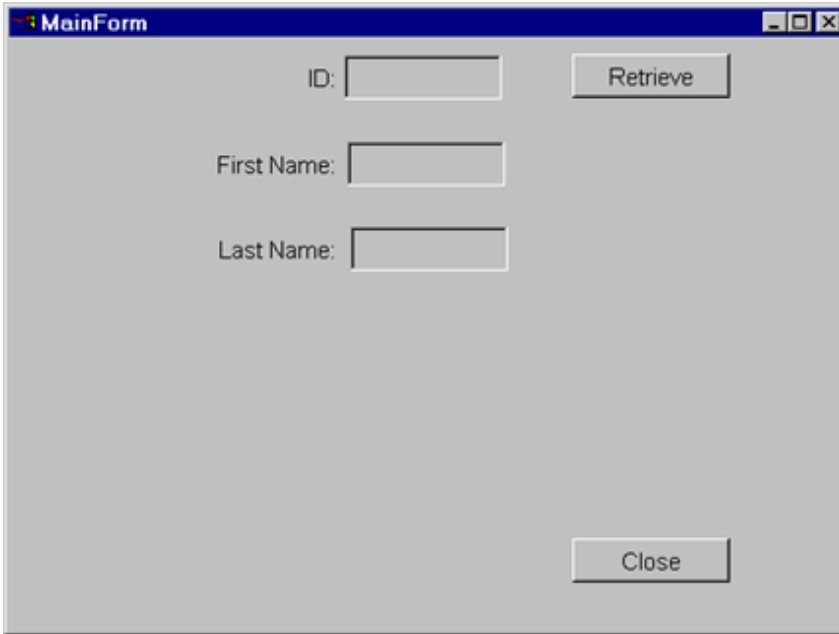 MainForm
ID:
Retrieve
First Name:
Last Name:
Close